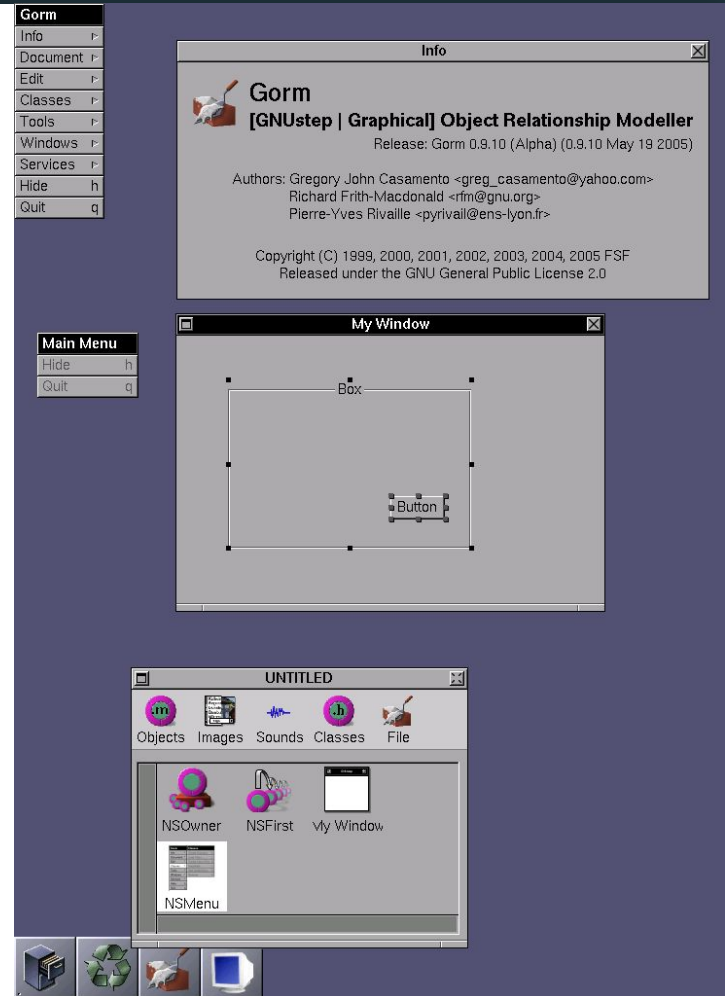 Gorm
Info
Document
Edit
Classes
Tools
Windows
Services
Hide h
Quit q
Info
Gorm
[GNUstep | Graphical] Object Relationship Modeller
Release: Gorm 0.9.10 (Alpha) (0.9.10 May 19 2005)
Authors: Gregory John Casamento <greg_casamento@yahoo.com>
Richard Frith-Macdonald <rfm@gnu.org>
Pierre-Yves Rivaille <pyrivail@ens-lyon.fr>
Copyright (C) 1999, 2000, 2001, 2002, 2003, 2004, 2005 FSF
Released under the GNU General Public License 2.0
Main Menu
Hide h
Quit q
My Window
Box
Button
UNTITLED
.m .h
Objects Images Sounds Classes File
NSOwner NSFirst My Window
NSMenu